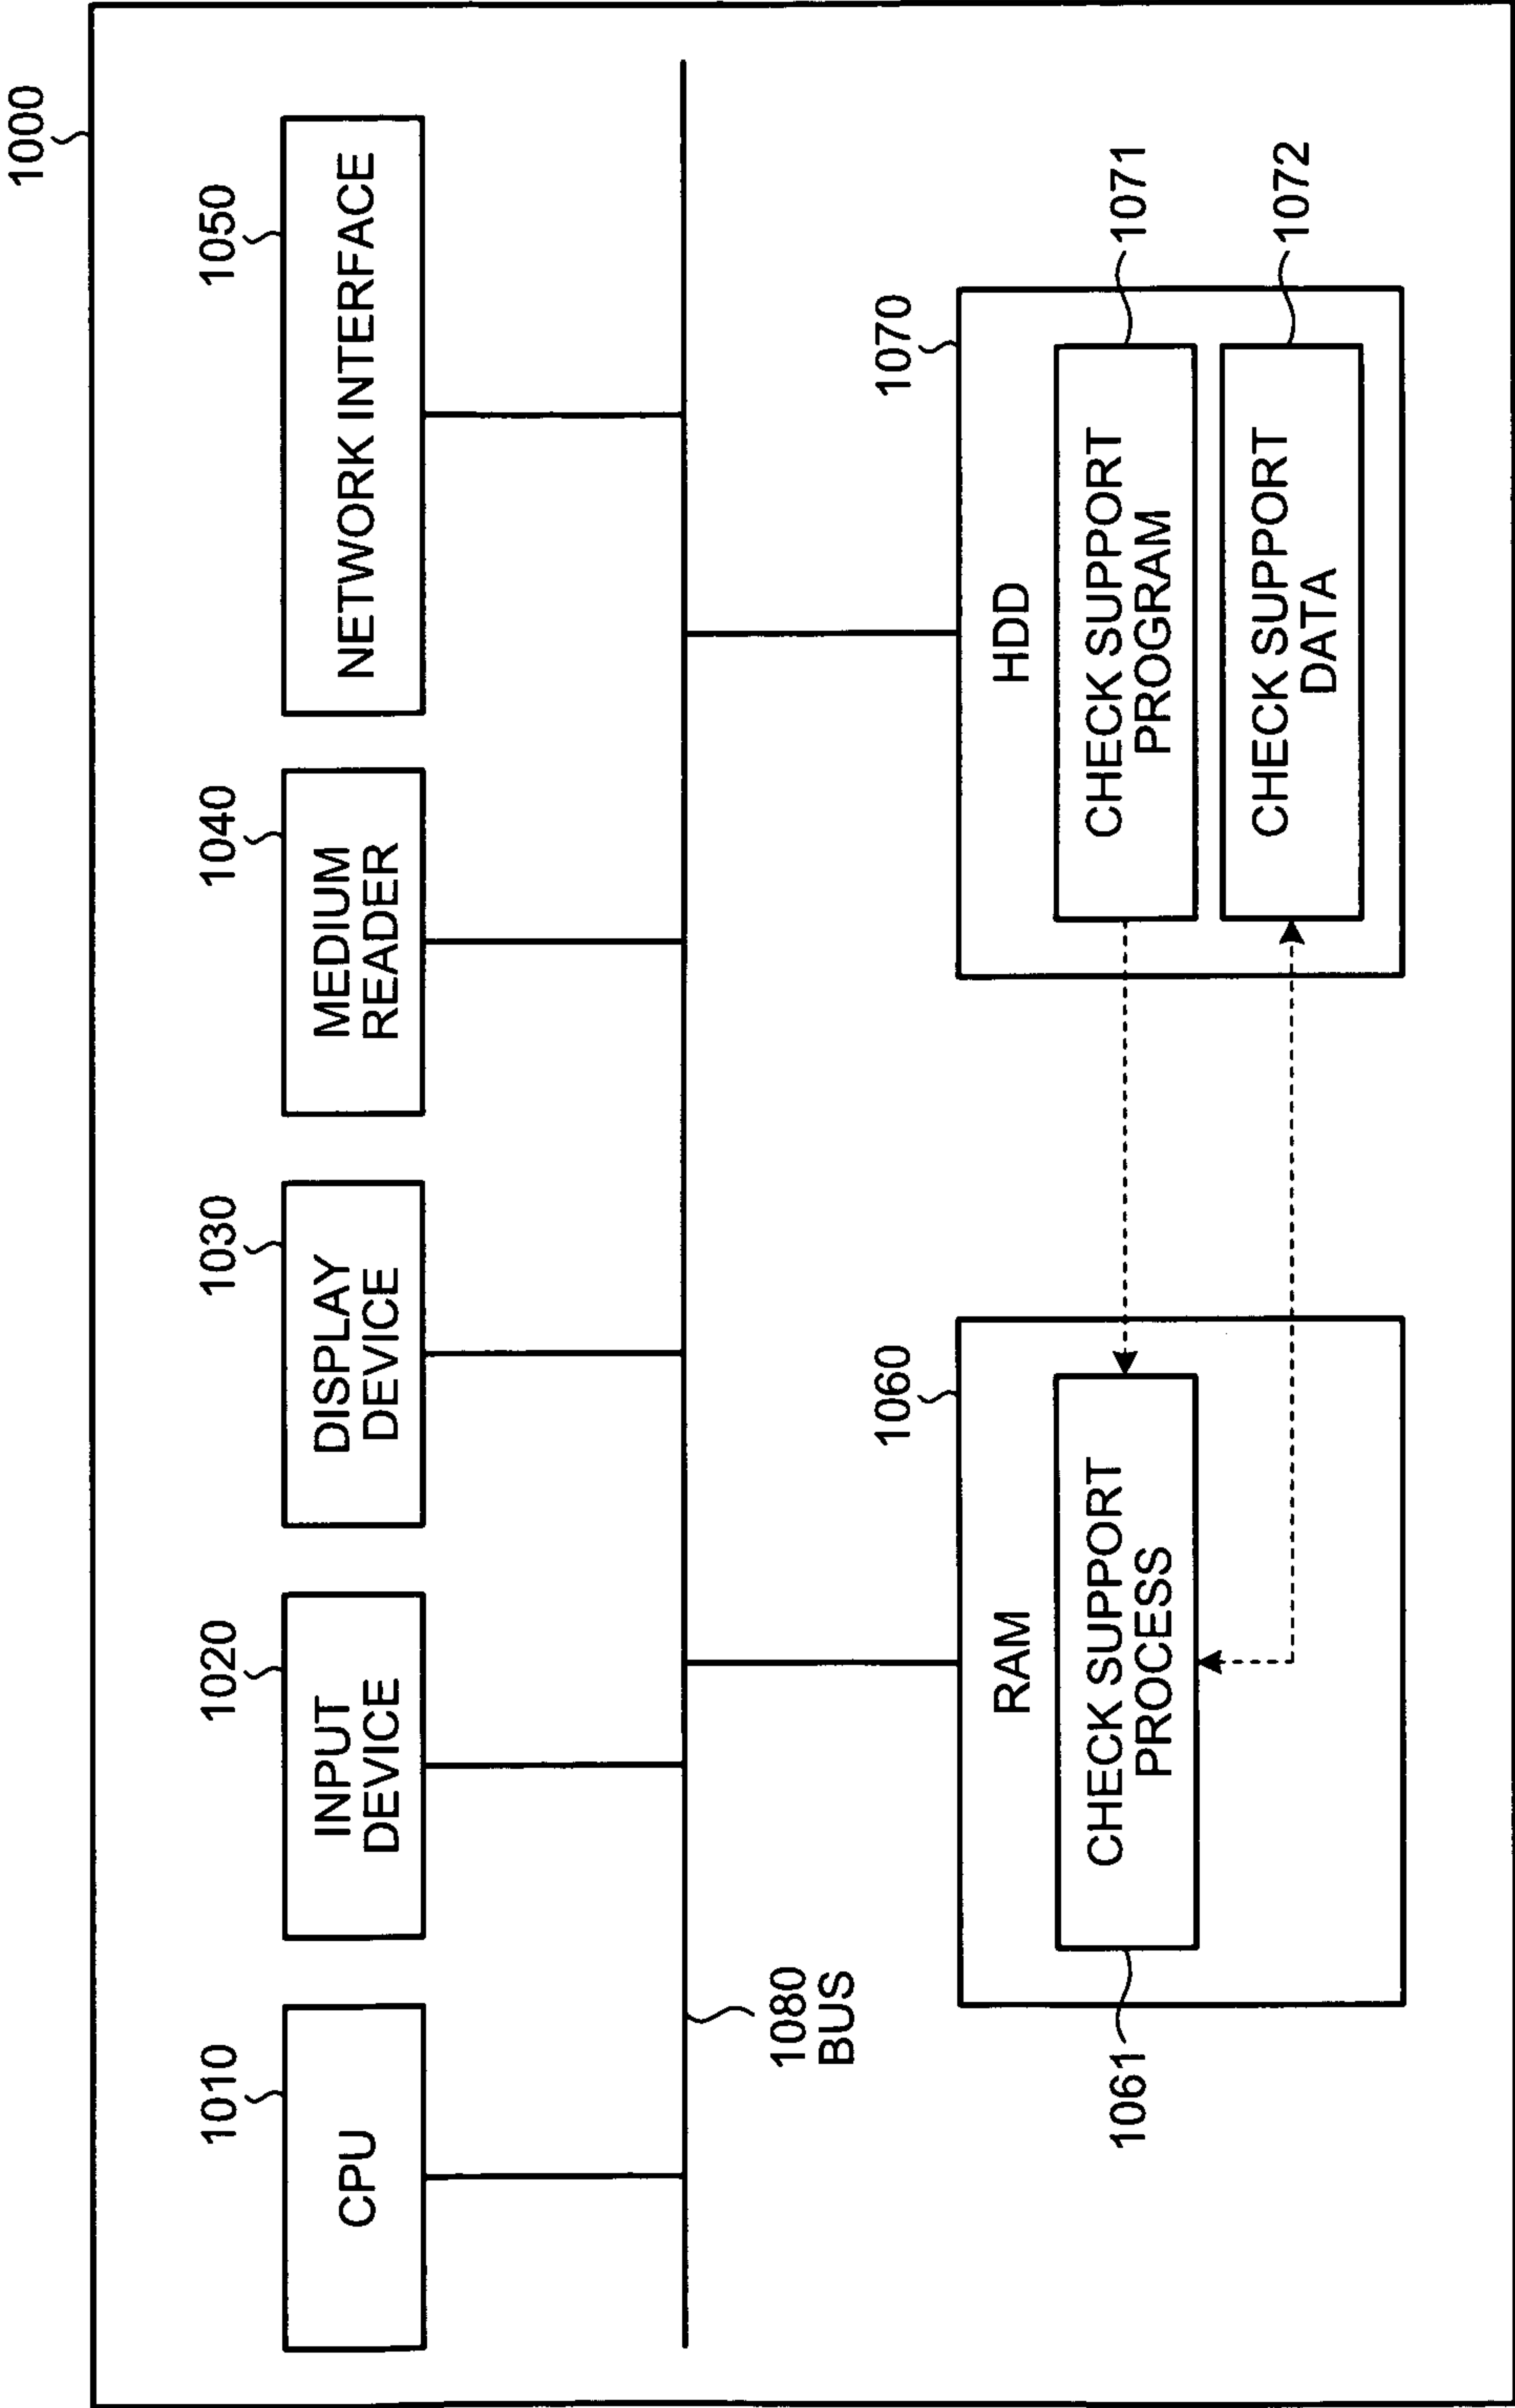 1000
1010
1020
1030
1040
1050
CPU
INPUT
DEVICE
DISPLAY
DEVICE
MEDIUM
READER
NETWORK INTERFACE
1080
BUS
1060
RAM
CHECK SUPPORT
PROCESS
1061
1070
HDD
CHECK SUPPORT
PROGRAM
1071
CHECK SUPPORT
DATA
1072